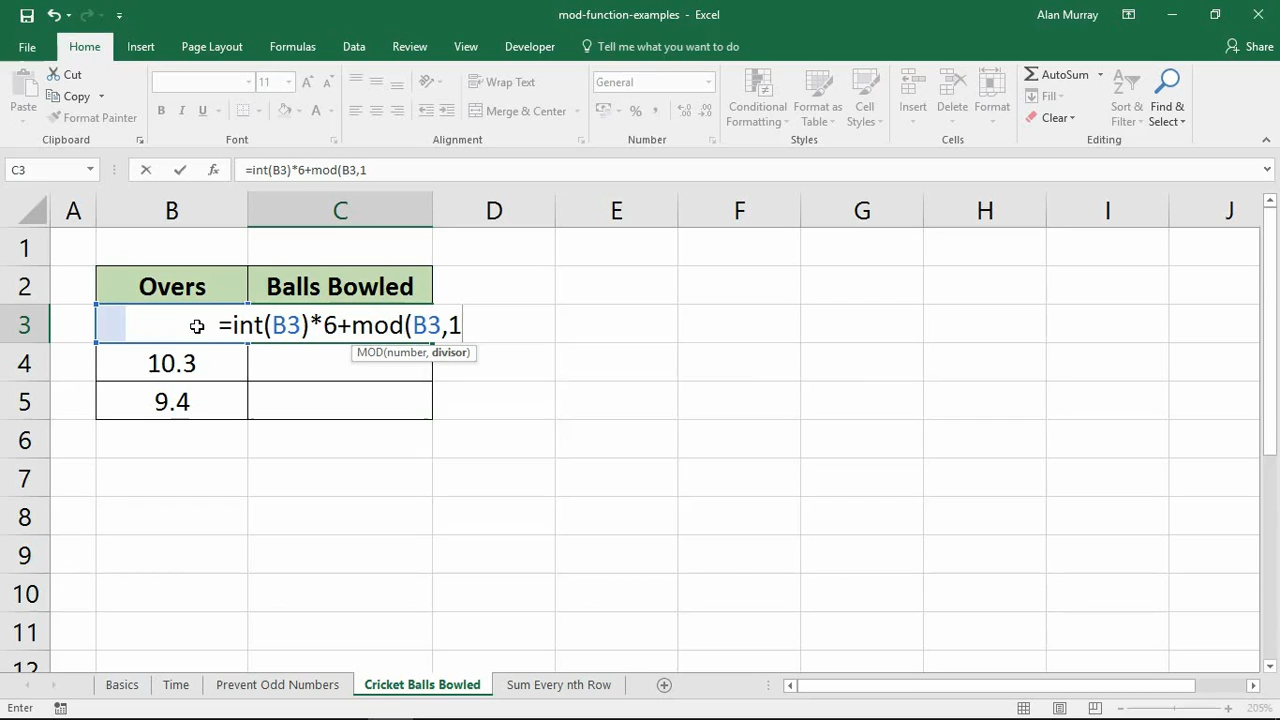 mod-function-examples - Excel
Alan Murray
File Home Insert Page Layout Formulas Data Review View Developer Tell me what you want to do Share
Paste
Cut
Copy
Format Painter
Clipboard
11 A A
B I U A
Font
Wrap Text
Merge & Center
Alignment
General
% ,
Number
Conditional Formatting
Format as Table
Cell Styles
Styles
Insert
Delete
Format
Cells
AutoSum
Fill
Clear
Sort & Filter
Find & Select
Editing
C3 fx =int(B3)*6+mod(B3,1
A B C D E F G H I J
1
2 Overs Balls Bowled
3 =int(B3)*6+mod(B3,1
MOD(number, divisor)
4 10.3
5 9.4
6
7
8
9
10
11
12
Basics Time Prevent Odd Numbers Cricket Balls Bowled Sum Every nth Row
Enter 205%